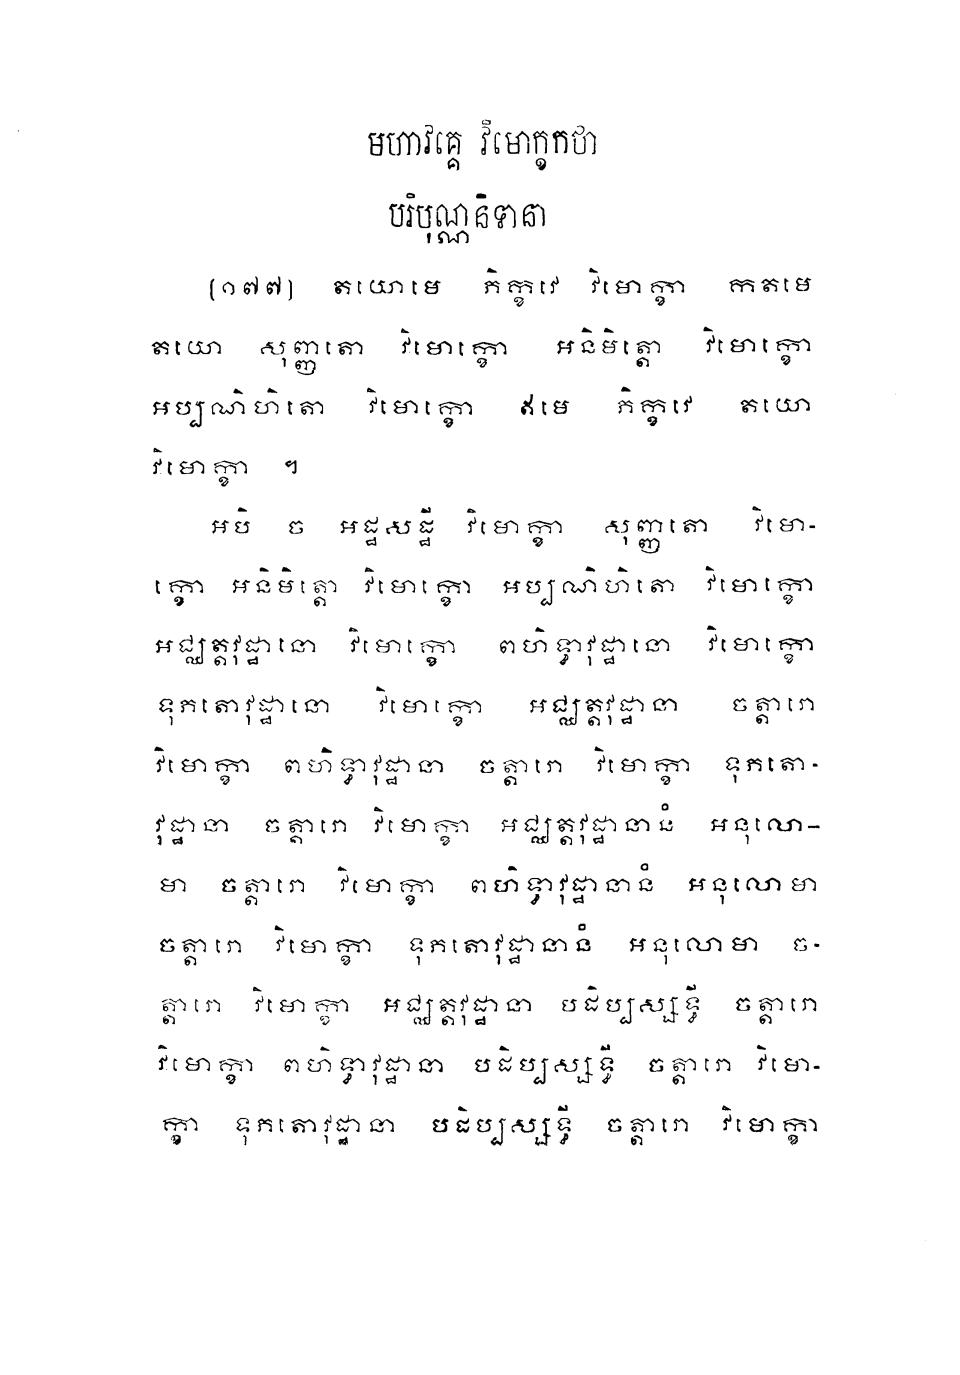 មហាវគ្គេ វិមោក្ខកថា
បរិបុណ្ណនិទានា
(១៧៧) តយោមេ ភិក្ខវេ វិមោក្ខា កតមេ
តយោ សុញ្ញតោ វិមោក្ខោ អនិមិត្តោ វិមោក្ខោ
អប្បណិហិតោ វិមោក្ខោ ឥមេ ភិក្ខវេ តយោ
វិមោក្ខា ។
អបិ ច អដ្ឋសដ្ឋី វិមោក្ខា សុញ្ញតោ វិមោ-
ក្ខោ អនិមិត្តោ វិមោក្ខោ អប្បណិហិតោ វិមោក្ខោ
អជ្ឈត្តវុដ្ឋានោ វិមោក្ខោ ពហិទ្ធាវុដ្ឋានោ វិមោក្ខោ
ទុកតោវុដ្ឋានោ វិមោក្ខោ អជ្ឈត្តវុដ្ឋានា ចត្តារោ
វិមោក្ខា ពហិទ្ធាវុដ្ឋានា ចត្តារោ វិមោក្ខា ទុកតោ-
វុដ្ឋានា ចត្តារោ វិមោក្ខា អជ្ឈត្តវុដ្ឋានានំ អនុលោ-
មា ចត្តារោ វិមោក្ខា ពហិទ្ធាវុដ្ឋានានំ អនុលោមា
ចត្តារោ វិមោក្ខា ទុកតោវុដ្ឋានានំ អនុលោមា ច-
ត្តារោ វិមោក្ខា អជ្ឈត្តវុដ្ឋានា បដិប្បស្សទ្ធី ចត្តារោ
វិមោក្ខា ពហិទ្ធាវុដ្ឋានា បដិប្បស្សទ្ធី ចត្តារោ វិមោ-
ក្ខា ទុកតោវុដ្ឋានា បដិប្បស្សទ្ធី ចត្តារោ វិមោក្ខា